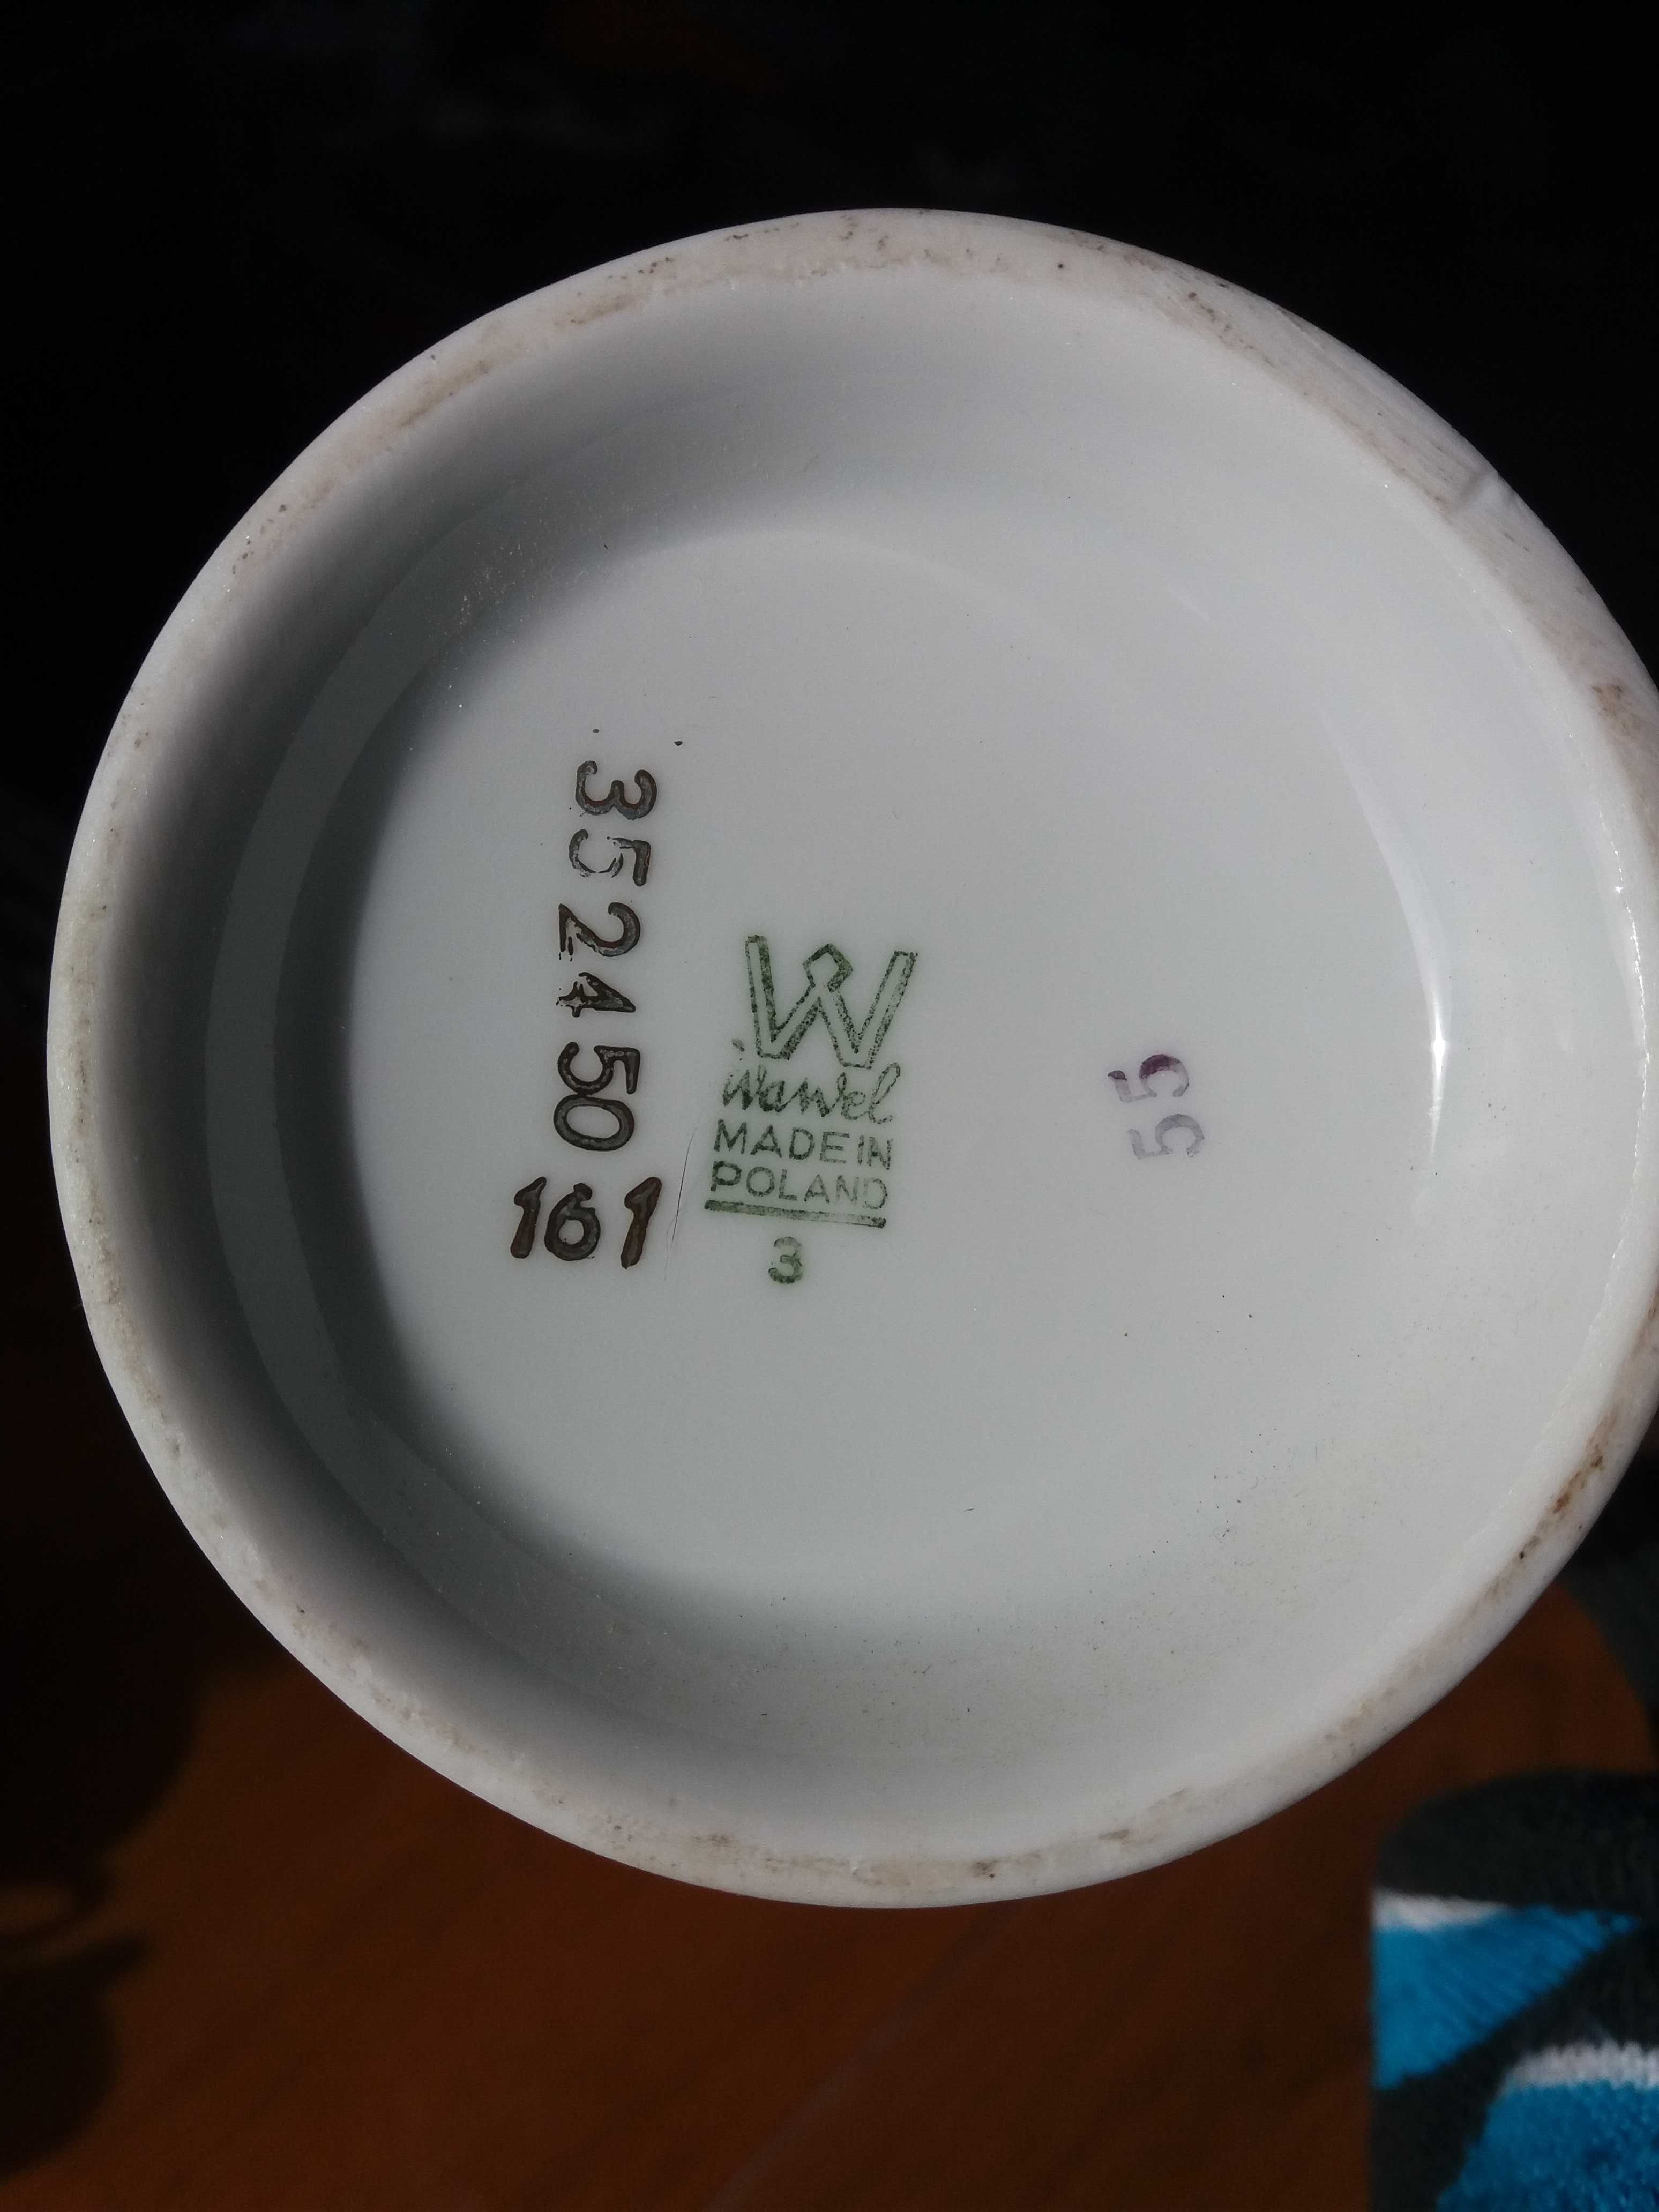 352450
161
W
Wawel
MADE IN
POLAND
3
55